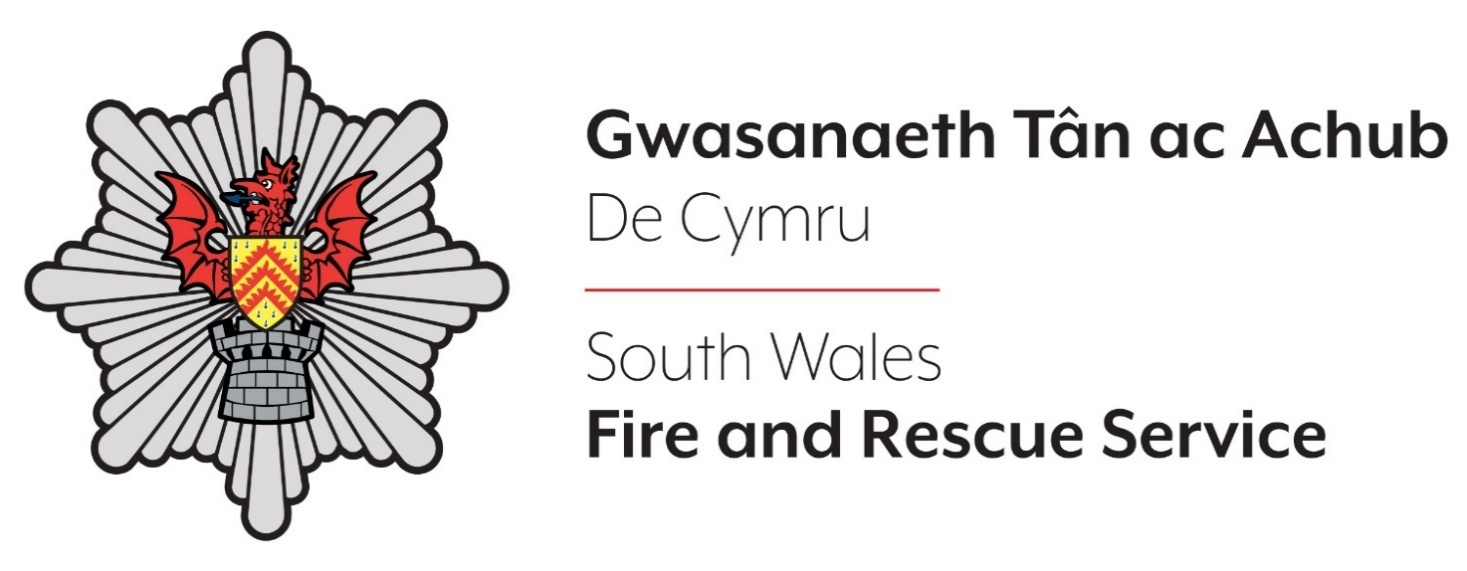 Gwasanaeth Tân ac Achub
De Cymru
South Wales
Fire and Rescue Service